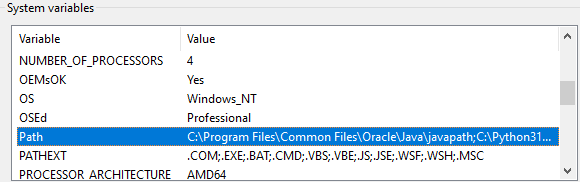 System variables
Variable Value
NUMBER_OF_PROCESSORS 4
OEMsOK Yes
OS Windows_NT
OSEd Professional
Path C:\Program Files\Common Files\Oracle\Java\javapath;C:\Python31...
PATHEXT .COM;.EXE;.BAT;.CMD;.VBS;.VBE;.JS;.JSE;.WSF;.WSH;.MSC
PROCESSOR_ARCHITECTURE AMD64